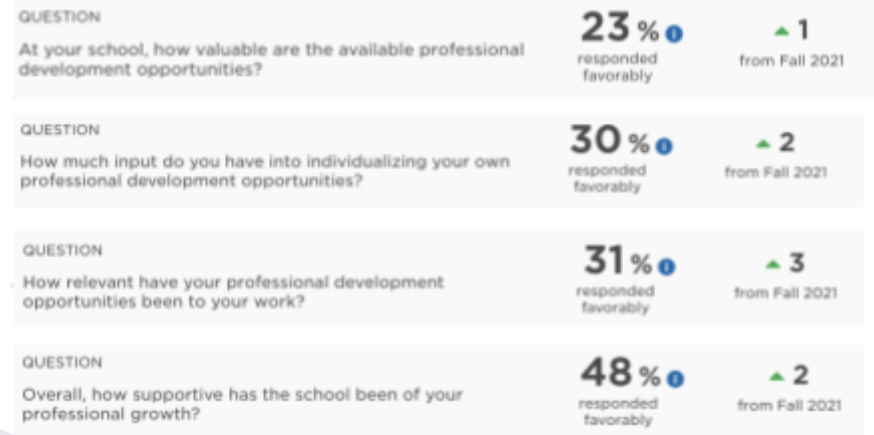 QUESTION
At your school, how valuable are the available professional
development opportunities?
23 %
responded
favorably
▲ 1
from Fall 2021
QUESTION
How much input do you have into individualizing your own
professional development opportunities?
30 %
responded
favorably
▲ 2
from Fall 2021
QUESTION
How relevant have your professional development
opportunities been to your work?
31 %
responded
favorably
▲ 3
from Fall 2021
QUESTION
Overall, how supportive has the school been of your
professional growth?
48 %
responded
favorably
▲ 2
from Fall 2021